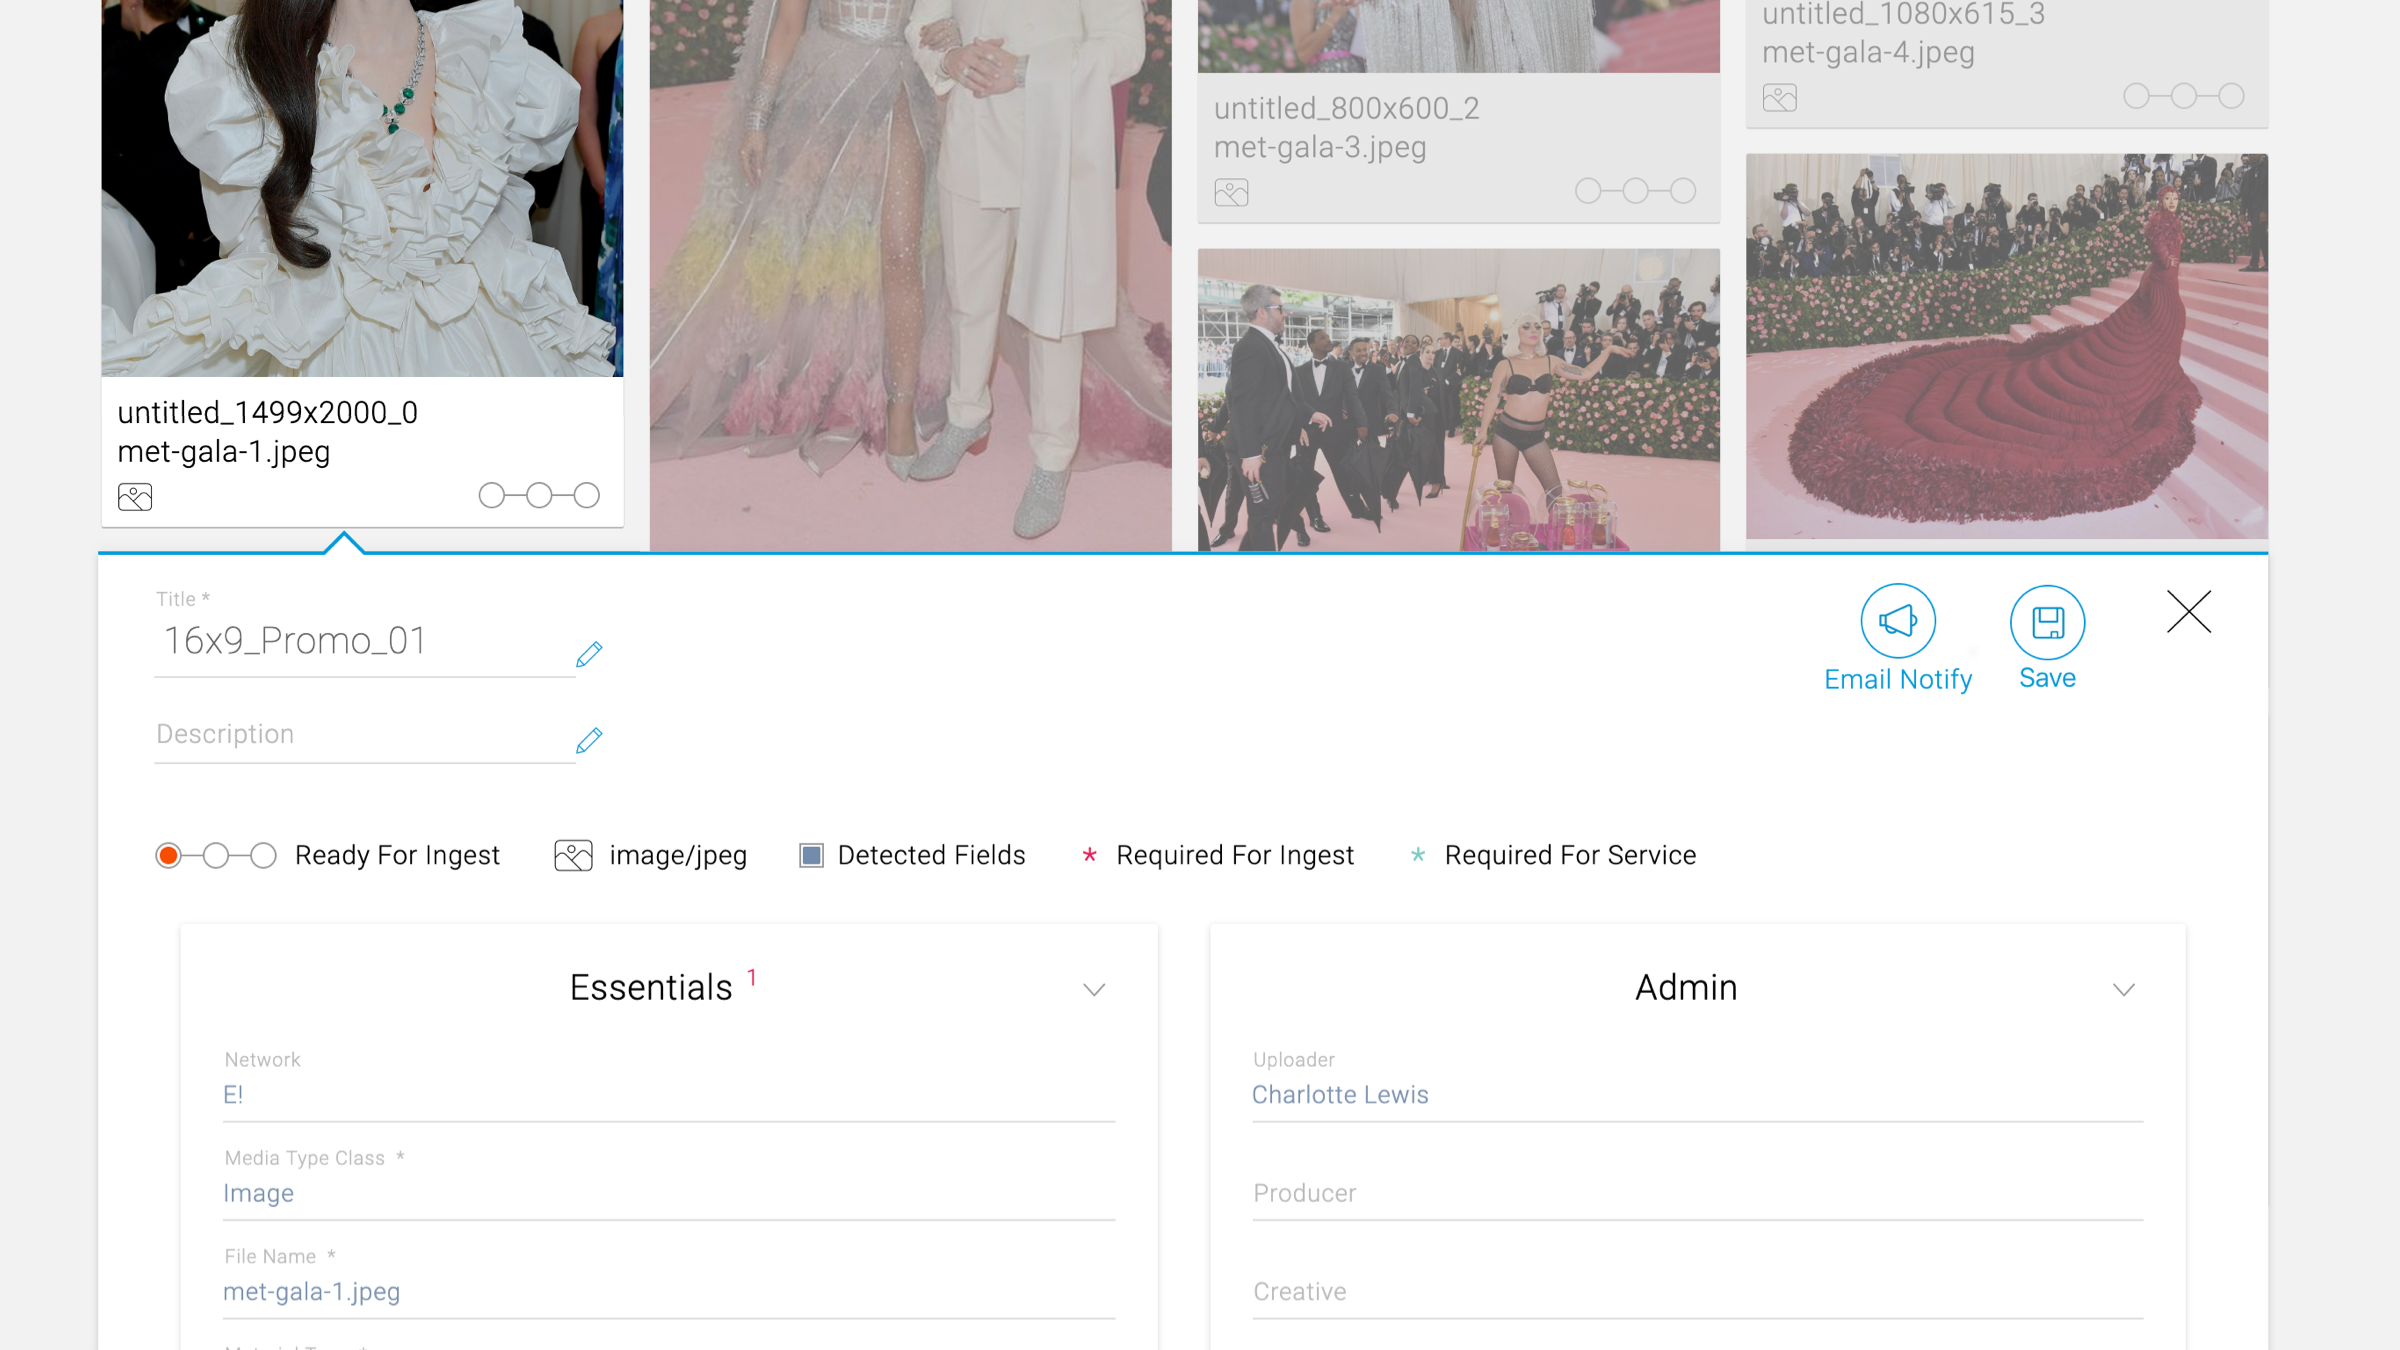 untitled_1080x615_3
met-gala-4.jpeg
untitled_800x600_2
met-gala-3.jpeg
untitled_1499x2000_0
met-gala-1.jpeg
Title *
16x9_Promo_01
Description
Email Notify
Save
Ready For Ingest
image/jpeg
Detected Fields
* Required For Ingest
* Required For Service
Essentials 1
Network
E!
Media Type Class *
Image
File Name *
met-gala-1.jpeg
Admin
Uploader
Charlotte Lewis
Producer
Creative